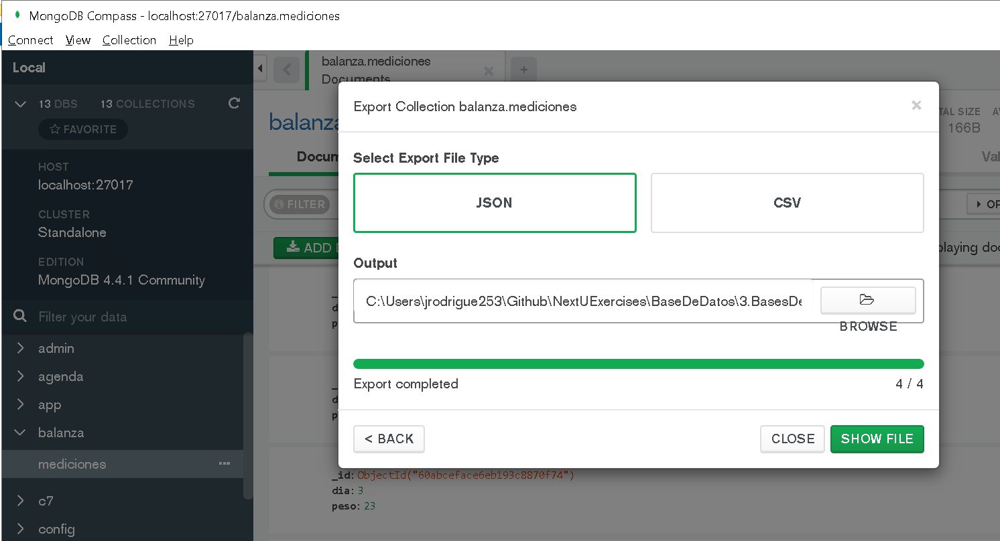 MongoDB Compass - localhost:27017/balanza.mediciones
Connect View Collection Help
Local
13 DBS 13 COLLECTIONS
FAVORITE
HOST
localhost:27017
CLUSTER
Standalone
EDITION
MongoDB 4.4.1 Community
Filter your data
admin
agenda
app
balanza
mediciones
c7
config
balanza.mediciones
Documents
balanza
TAL SIZE
166B
Docum
Val
FILTER
OP
ADD D
playing doc
Export Collection balanza.mediciones
Select Export File Type
JSON
CSV
Output
C:\Users\jrodrigue253\Github\NextUExercises\BaseDeDatos\3.BasesDe
BROWSE
Export completed 4 / 4
< BACK
CLOSE
SHOW FILE
_id: ObjectId("60abceface6eb193c8870f74")
dia: 3
peso: 23